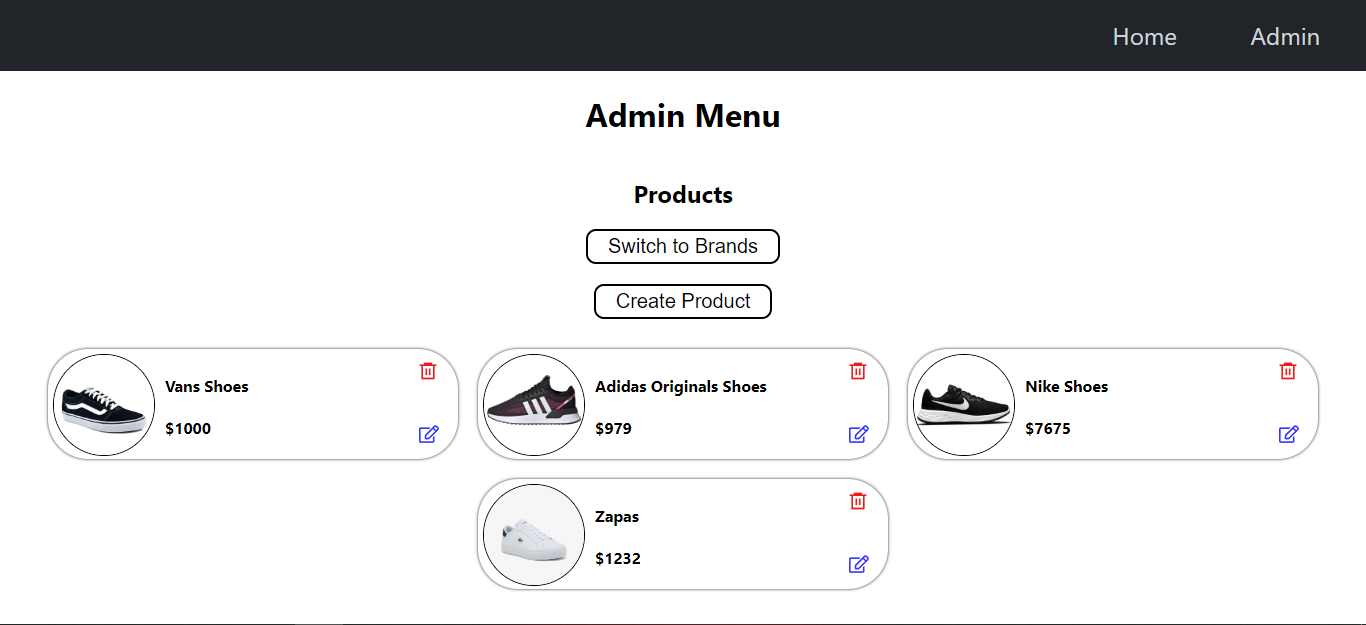 Home Admin
Admin Menu
Products
Switch to Brands
Create Product
Vans Shoes
$1000
Adidas Originals Shoes
$979
Nike Shoes
$7675
Zapas
$1232